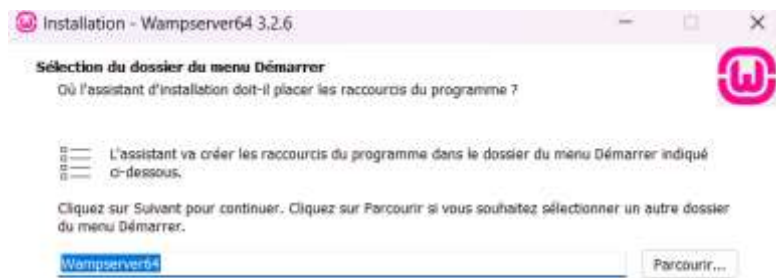 Installation - Wampserver64 3.2.6
Sélection du dossier du menu Démarrer
Où l'assistant d'installation doit-il placer les raccourcis du programme ?
L'assistant va créer les raccourcis du programme dans le dossier du menu Démarrer indiqué
ci-dessous.
Cliquez sur Suivant pour continuer. Cliquez sur Parcourir si vous souhaitez sélectionner un autre dossier
du menu Démarrer.
Wampserver64
Parcourir...